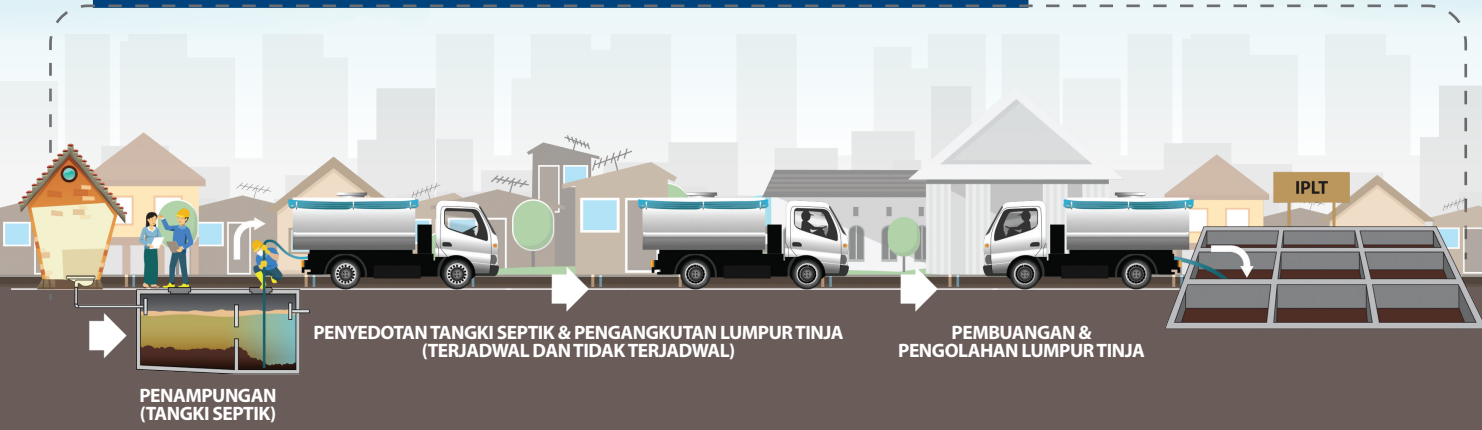 IPLT
PENYEDOTAN TANGKI SEPTIK & PENGANGKUTAN LUMPUR TINJA
(TERJADWAL DAN TIDAK TERJADWAL)
PEMBUANGAN &
PENGOLAHAN LUMPUR TINJA
PENAMPUNGAN
(TANGKI SEPTIK)